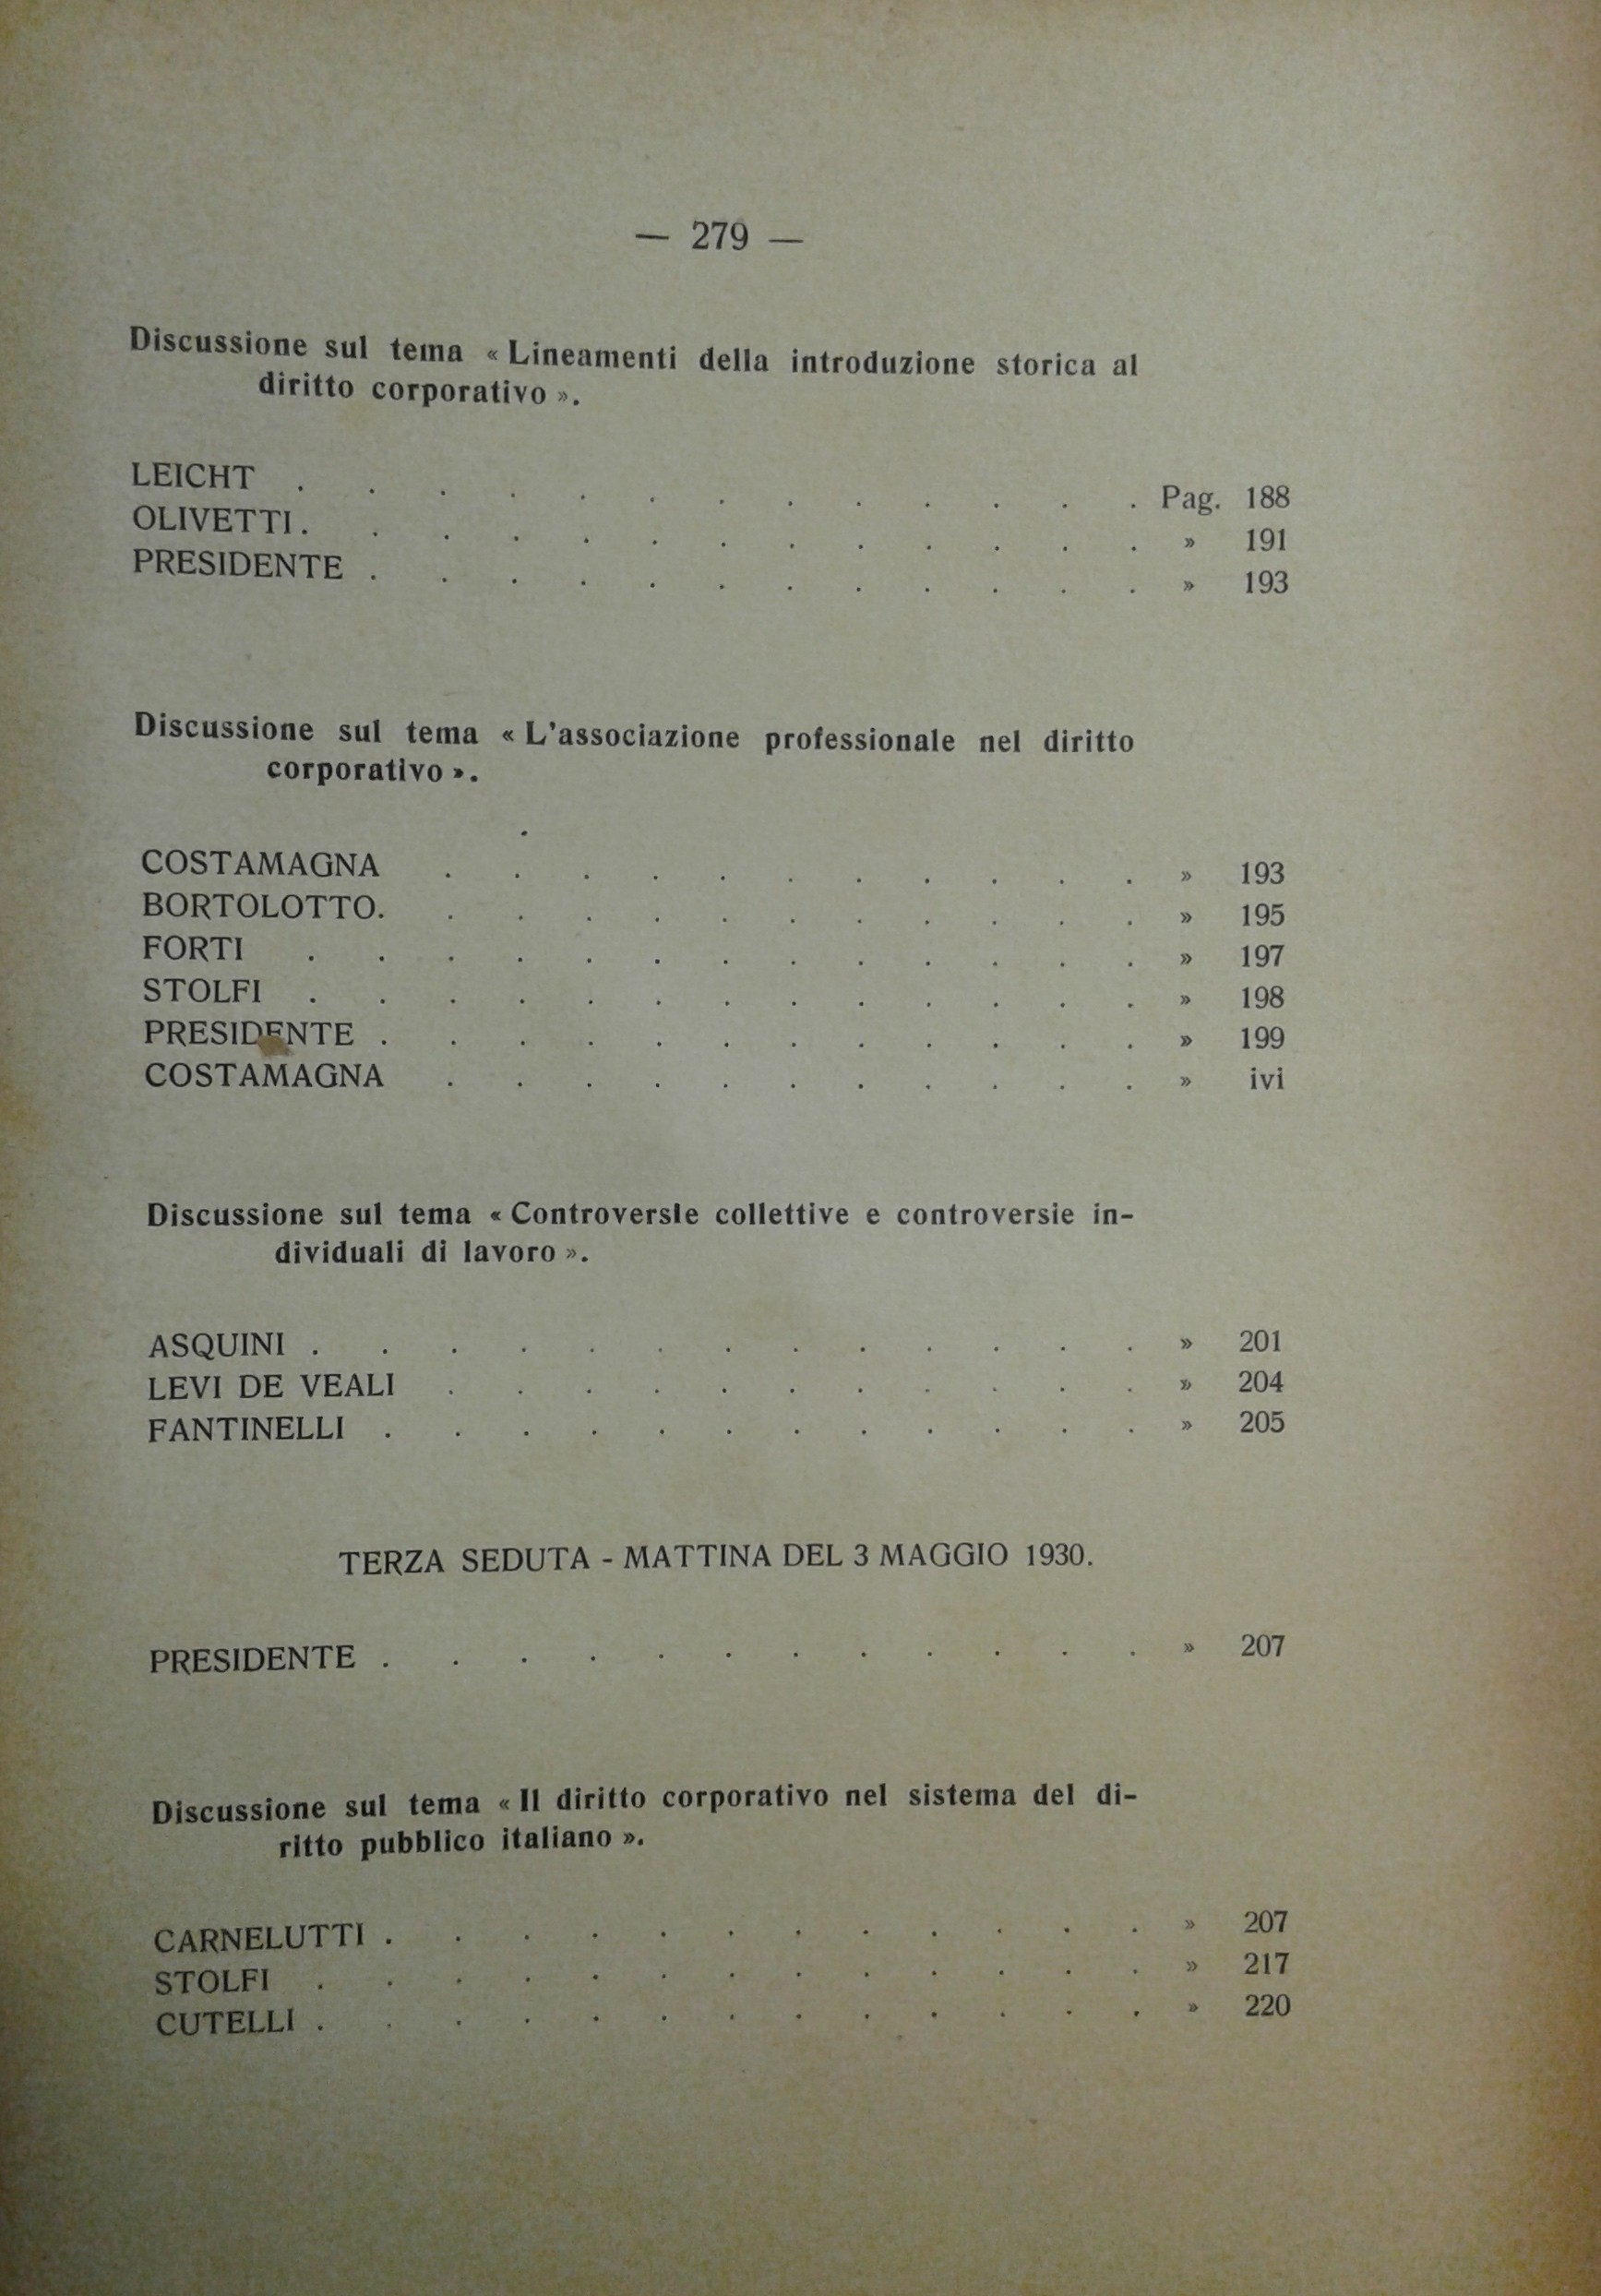 — 279 —
Discussione sul tema « Lineamenti della introduzione storica al
diritto corporativo ».
LEICHT . . . . . . . . . . . . . Pag. 188
OLIVETTI. . . . . . . . . . . . . » 191
PRESIDENTE . . . . . . . . . . . . » 193
Discussione sul tema « L'associazione professionale nel diritto
corporativo ».
COSTAMAGNA . . . . . . . . . . . » 193
BORTOLOTTO. . . . . . . . . . . . » 195
FORTI . . . . . . . . . . . . . » 197
STOLFI . . . . . . . . . . . . . » 198
PRESIDENTE . . . . . . . . . . . . » 199
COSTAMAGNA . . . . . . . . . . . » ivi
Discussione sul tema « Controversie collettive e controversie in-
dividuali di lavoro ».
ASQUINI . . . . . . . . . . . . . » 201
LEVI DE VEALI . . . . . . . . . . . » 204
FANTINELLI . . . . . . . . . . . . » 205
TERZA SEDUTA - MATTINA DEL 3 MAGGIO 1930.
PRESIDENTE . . . . . . . . . . . . » 207
Discussione sul tema « Il diritto corporativo nel sistema del di-
ritto pubblico italiano ».
CARNELUTTI . . . . . . . . . . . . » 207
STOLFI . . . . . . . . . . . . . » 217
CUTELLI . . . . . . . . . . . . . » 220